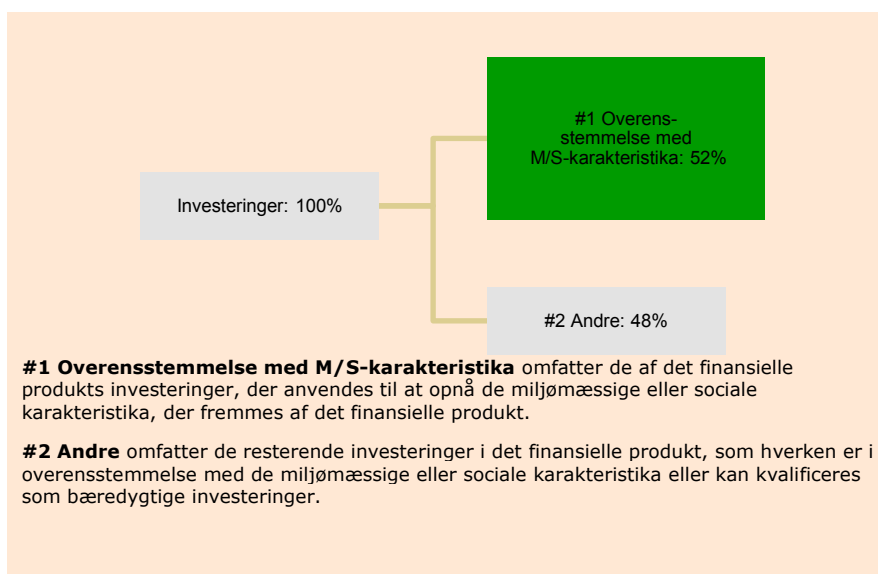 #1 Overens-
stemmelse med
M/S-karakteristika: 52%
Investeringer: 100%
#2 Andre: 48%
#1 Overensstemmelse med M/S-karakteristika omfatter de af det finansielle
produkts investeringer, der anvendes til at opnå de miljømæssige eller sociale
karakteristika, der fremmes af det finansielle produkt.
#2 Andre omfatter de resterende investeringer i det finansielle produkt, som hverken er i
overensstemmelse med de miljømæssige eller sociale karakteristika eller kan kvalificeres
som bæredygtige investeringer.